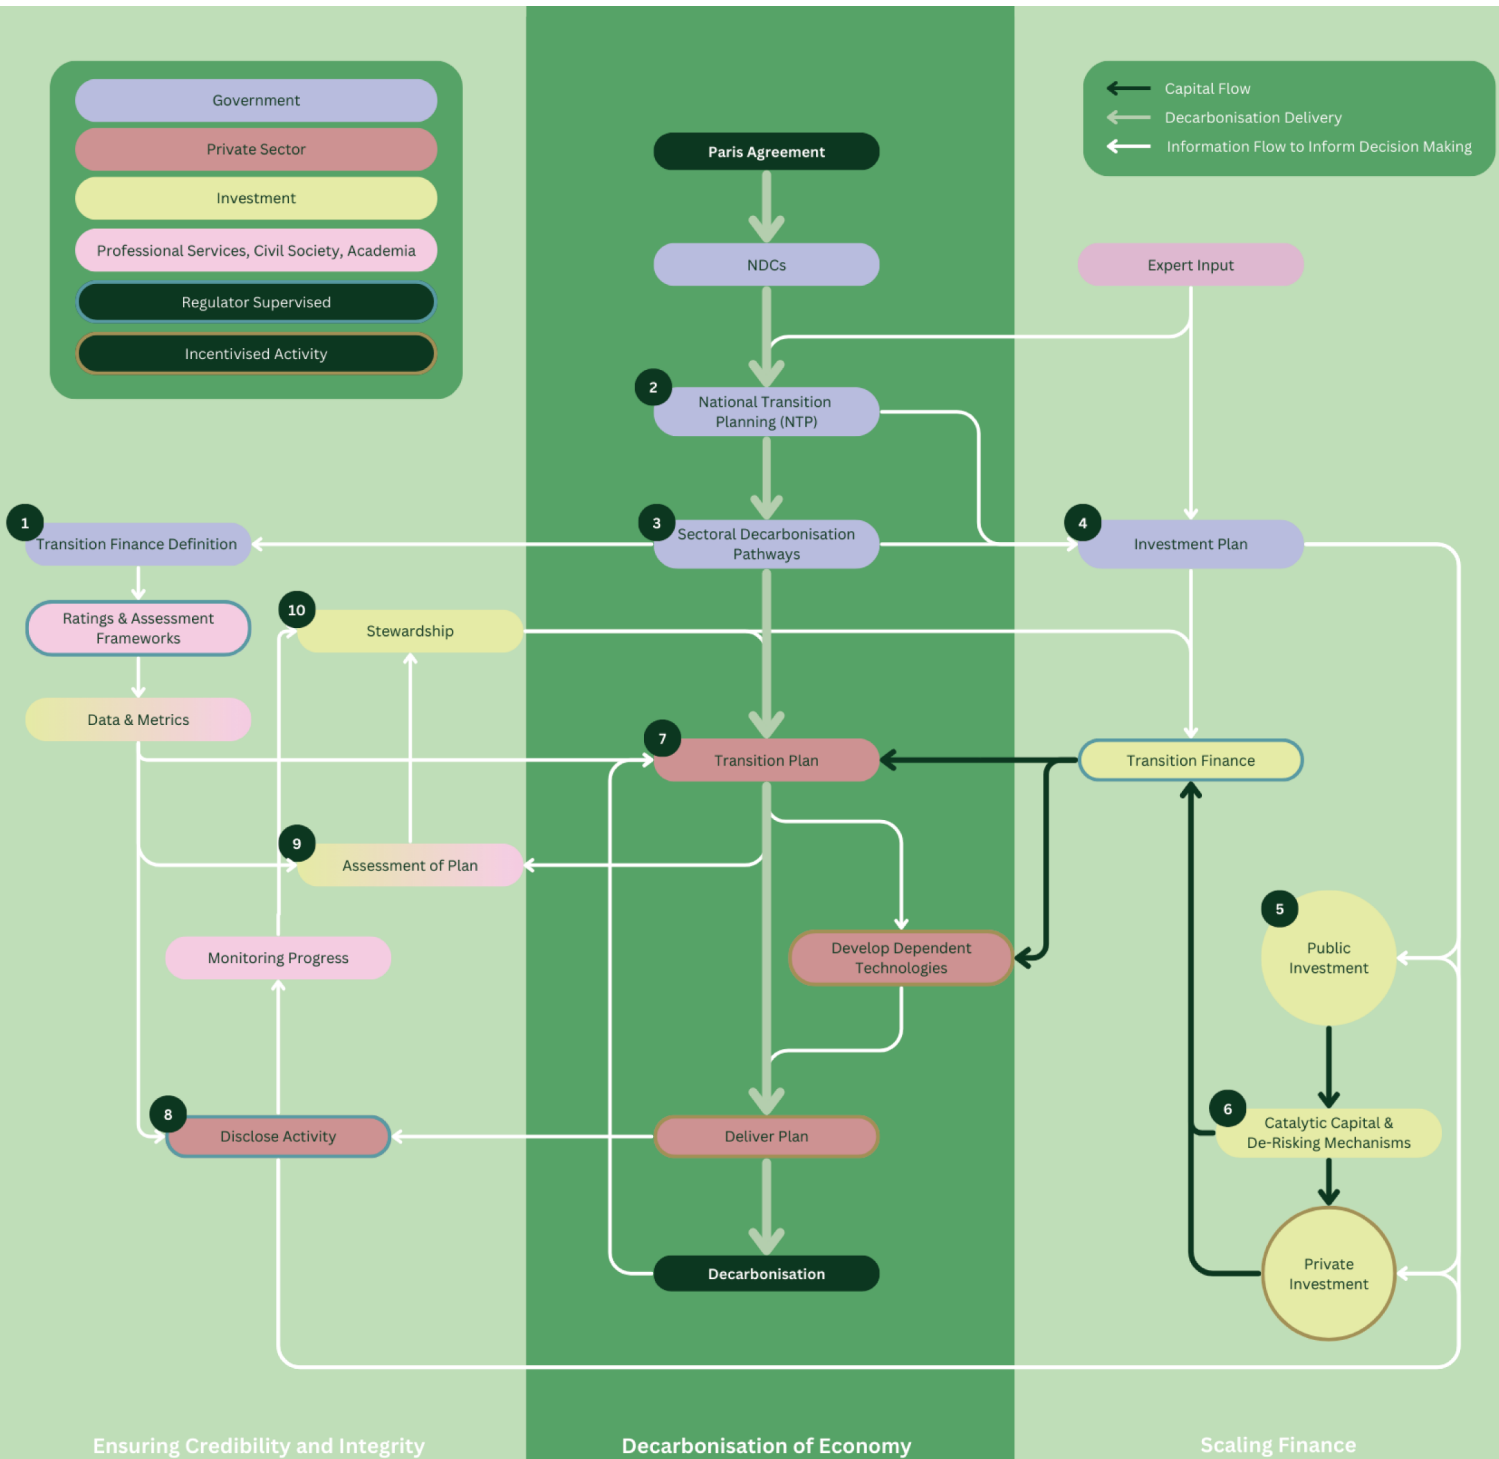 Government
Private Sector
Investment
Professional Services, Civil Society, Academia
Regulator Supervised
Incentivised Activity
Capital Flow
Decarbonisation Delivery
Information Flow to Inform Decision Making
Paris Agreement
NDCs
Expert Input
2
National Transition
Planning (NTP)
1
Transition Finance Definition
3
Sectoral Decarbonisation
Pathways
4
Investment Plan
Ratings & Assessment
Frameworks
10
Stewardship
Data & Metrics
7
Transition Plan
Transition Finance
9
Assessment of Plan
5
Public
Investment
Monitoring Progress
Develop Dependent
Technologies
8
Disclose Activity
Deliver Plan
6
Catalytic Capital &
De-Risking Mechanisms
Decarbonisation
Private
Investment
Ensuring Credibility and Integrity
Decarbonisation of Economy
Scaling Finance